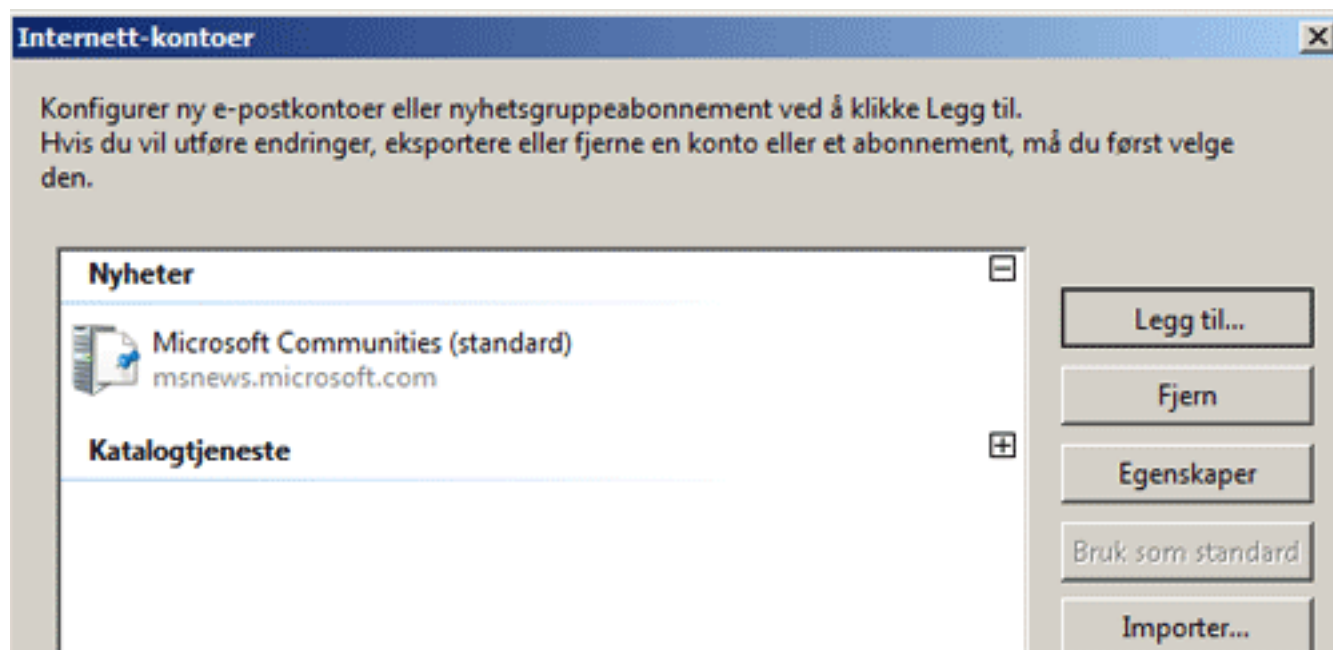 Internett-kontoer
Konfigurer ny e-postkontoer eller nyhetsgruppeabonnement ved å klikke Legg til.
Hvis du vil utføre endringer, eksportere eller fjerne en konto eller et abonnement, må du først velge
den.
Nyheter
Microsoft Communities (standard)
msnews.microsoft.com
Katalogtjeneste
Legg til...
Fjern
Egenskaper
Bruk som standard
Importer...